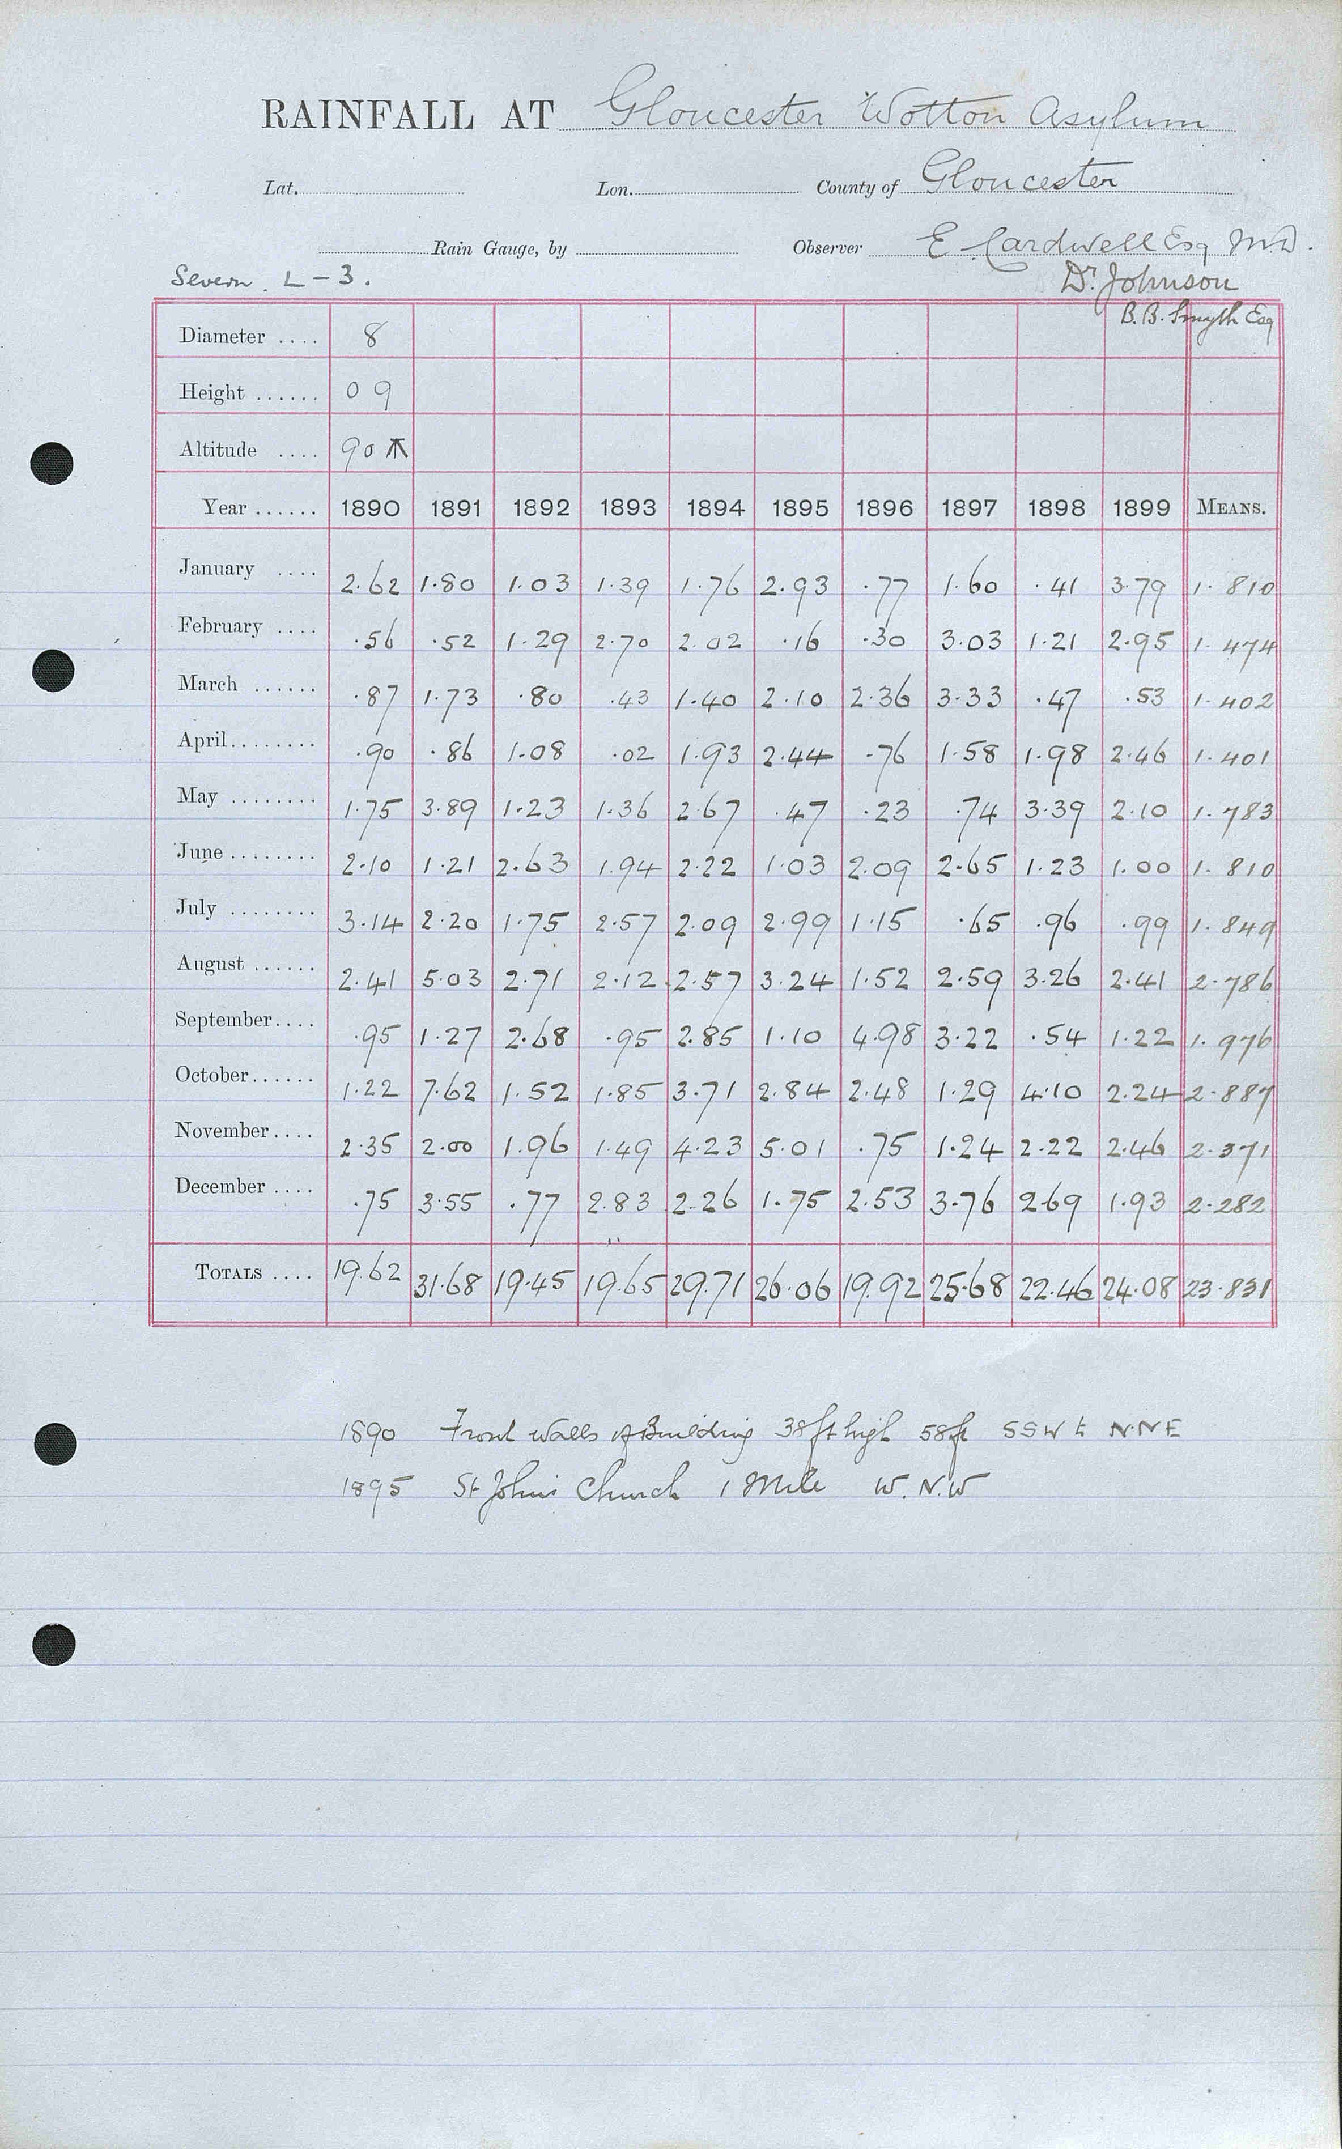 RAINFALL AT Gloucester Wotton Asylum
Lat. Lon. County of Gloucester
Rain Gauge, by Observer E. Cardwell Esq M.D.
Severn. L-3. Dr. Johnson
B.B. Smyth Esq
Diameter .... 8
Height ...... 0 9
Altitude .... 90
Year ...... 1890 1891 1892 1893 1894 1895 1896 1897 1898 1899 MEANS.
January .... 2.62 1.80 1.03 1.39 1.76 2.93 .77 1.60 .41 3.79 1.810
February .... .56 .52 1.29 2.70 2.02 .16 .30 3.03 1.21 2.95 1.474
March ...... .87 1.73 .80 .43 1.40 2.10 2.36 3.33 .47 .53 1.402
April........ .90 .86 1.08 .02 1.93 2.44 .76 1.58 1.98 2.46 1.401
May ........ 1.75 3.89 1.23 1.36 2.67 .47 .23 .74 3.39 2.10 1.783
June ........ 2.10 1.21 2.63 1.94 2.22 1.03 2.09 2.65 1.23 1.00 1.810
July ........ 3.14 2.20 1.75 2.57 2.09 2.99 1.15 .65 .96 .99 1.849
August ...... 2.41 5.03 2.71 2.12 2.57 3.24 1.52 2.59 3.26 2.41 2.786
September.... .95 1.27 2.68 .95 2.85 1.10 4.98 3.22 .54 1.22 1.976
October...... 1.22 7.62 1.52 1.85 3.71 2.84 2.48 1.29 4.10 2.24 2.887
November.... 2.35 2.00 1.96 1.49 4.23 5.01 .75 1.24 2.22 2.46 2.371
December .... .75 3.55 .77 2.83 2.26 1.75 2.53 3.76 2.69 1.93 2.282
TOTALS .... 19.62 31.68 19.45 19.65 29.71 26.06 19.92 25.68 22.46 24.08 23.831
1890 Front walls of Building 38ft high 58ft SSW to N.NE
1895 St Johns Church 1 Mile W.N.W